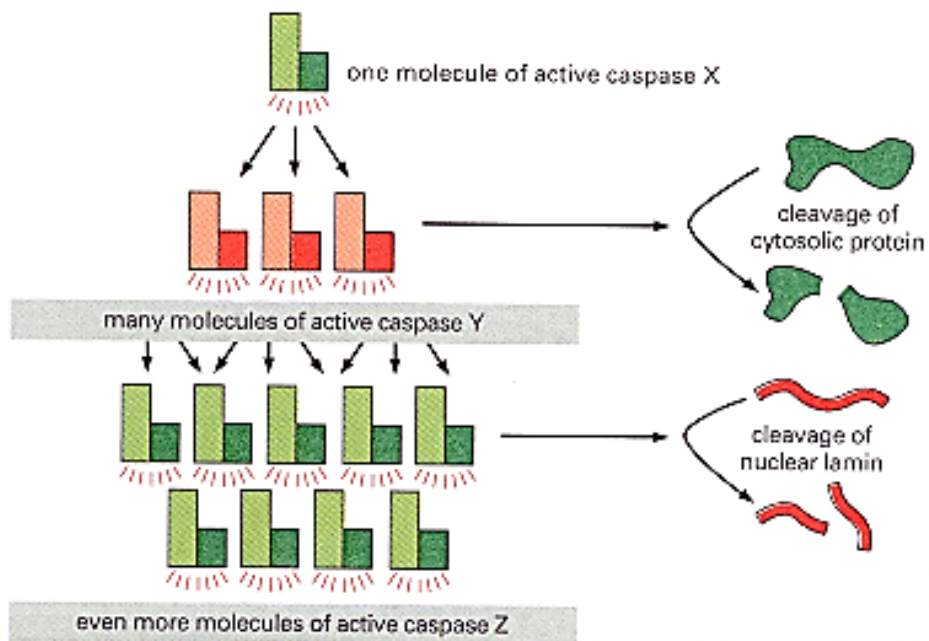 one molecule of active caspase X
cleavage of
cytosolic protein
many molecules of active caspase Y
cleavage of
nuclear lamin
even more molecules of active caspase Z